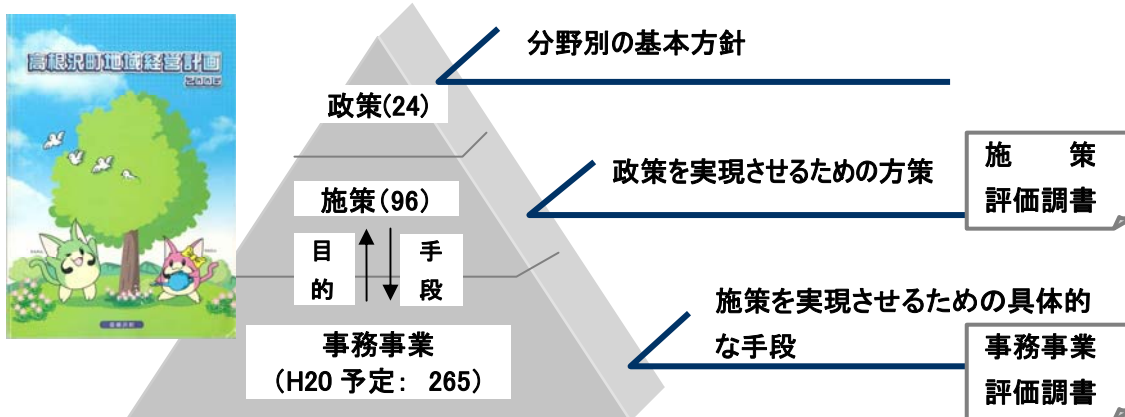 高根沢町地域経営計画
2006
分野別の基本方針
政策(24)
政策を実現させるための方策
施　策
評価調書
施策(96)
目的
手段
施策を実現させるための具体的
な手段
事務事業
評価調書
事務事業
（H20 予定： 265）